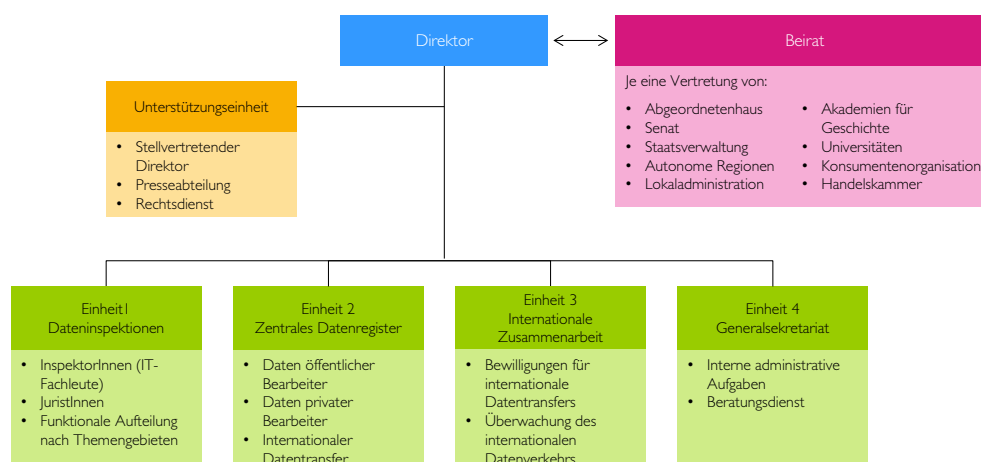 Direktor
Beirat
Je eine Vertretung von:
• Abgeordnetenhaus
• Senat
• Staatsverwaltung
• Autonome Regionen
• Lokaladministration
• Akademien für
Geschichte
• Universitäten
• Konsumentenorganisation
• Handelskammer
Unterstützungseinheit
• Stellvertretender
Direktor
• Presseabteilung
• Rechtsdienst
Einheit1
Dateninspektionen
• InspektorInnen (IT-
Fachleute)
• JuristInnen
• Funktionale Aufteilung
nach Themengebieten
Einheit 2
Zentrales Datenregister
• Daten öffentlicher
Bearbeiter
• Daten privater
Bearbeiter
• Internationaler
Datentransfer
Einheit 3
Internationale
Zusammenarbeit
• Bewilligungen für
internationale
Datentransfers
• Überwachung des
internationalen
Datenverkehrs
Einheit 4
Generalsekretariat
• Interne administrative
Aufgaben
• Beratungsdienst